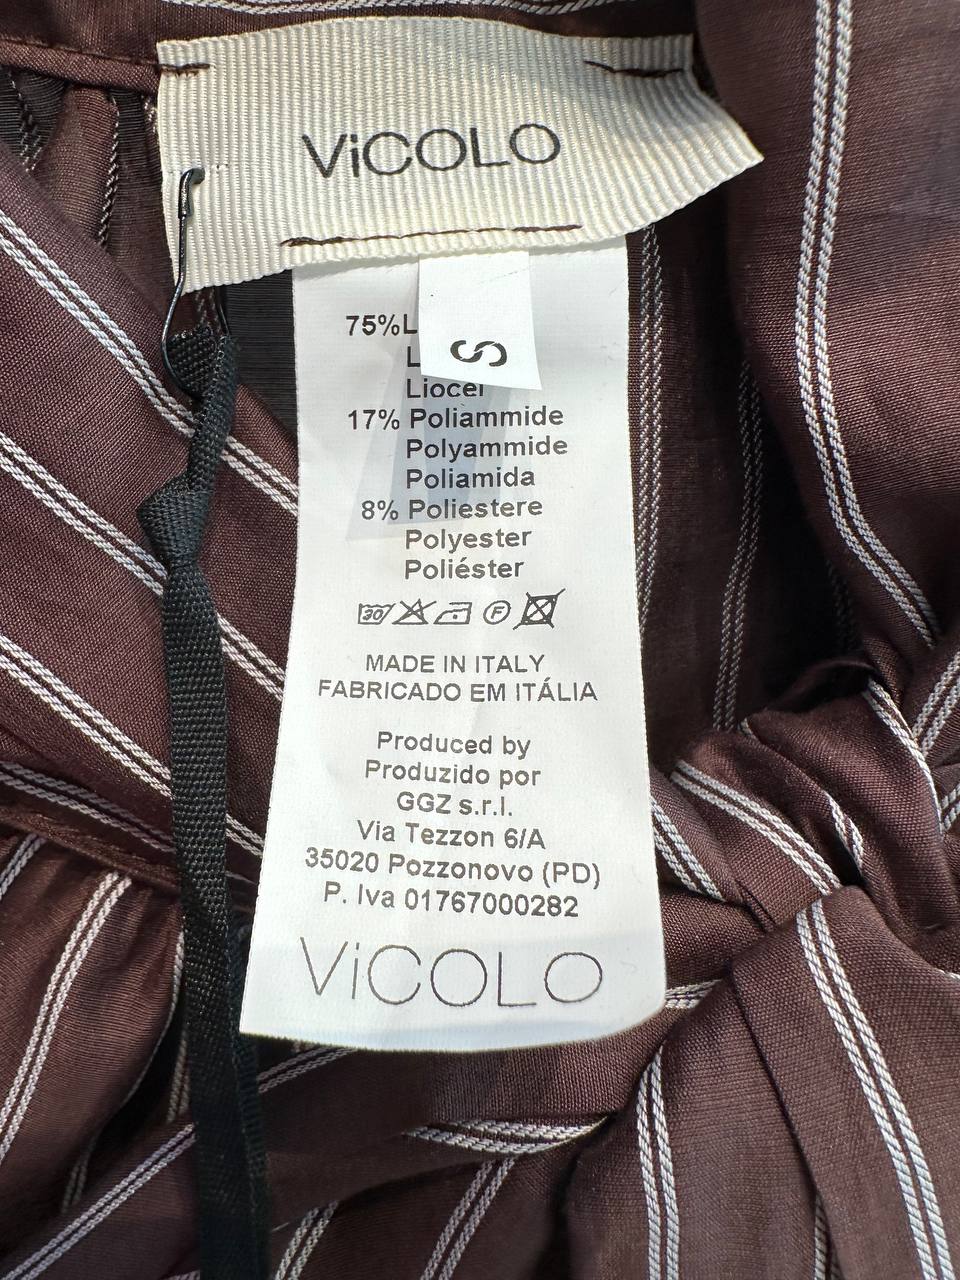 ViCOLO
S
75%L
L
Liocel
17% Poliammide
Polyammide
Poliamida
8% Poliestere
Polyester
Poliéster
30 F
MADE IN ITALY
FABRICADO EM ITÁLIA
Produced by
Produzido por
GGZ s.r.l.
Via Tezzon 6/A
35020 Pozzonovo (PD)
P. Iva 01767000282
ViCOLO